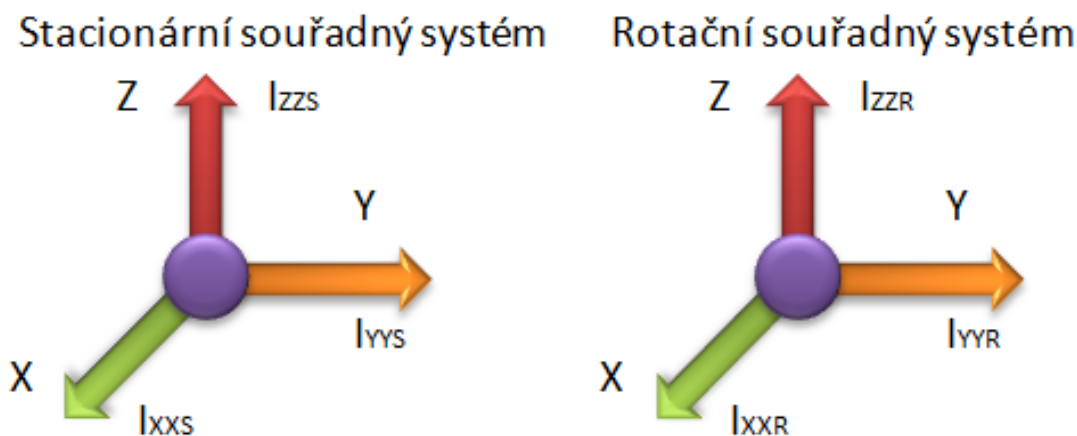 Stacionární souřadný systém
Z
IZZS
Y
IYYS
X
IXXS
Rotační souřadný systém
Z
IZZR
Y
IYYR
X
IXXR